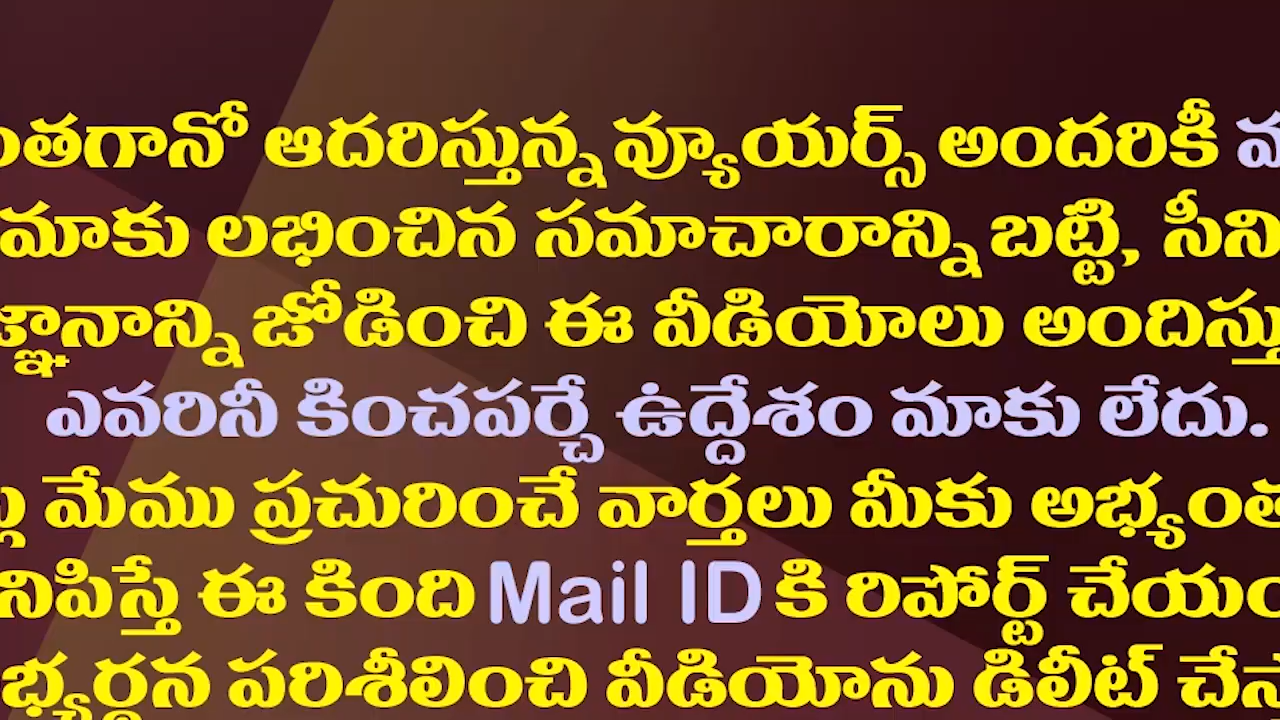 ంతగానో ఆదరిస్తున్న వ్యూయర్స్ అందరికీ
మాకు లభించిన సమాచారాన్ని బట్టి, సీని
జ్ఞానాన్ని జోడించి ఈ వీడియోలు అందిస్తు
ఎవరినీ కించపర్చే ఉద్దేశం మాకు లేదు.
మేము ప్రచురించే వార్తలు మీకు అభ్యంత
నిపిస్తే ఈ కింది Mail ID కి రిపోర్ట్ చేయం
భ్యర్థన పరిశీలించి వీడియోను డిలీట్ చేస